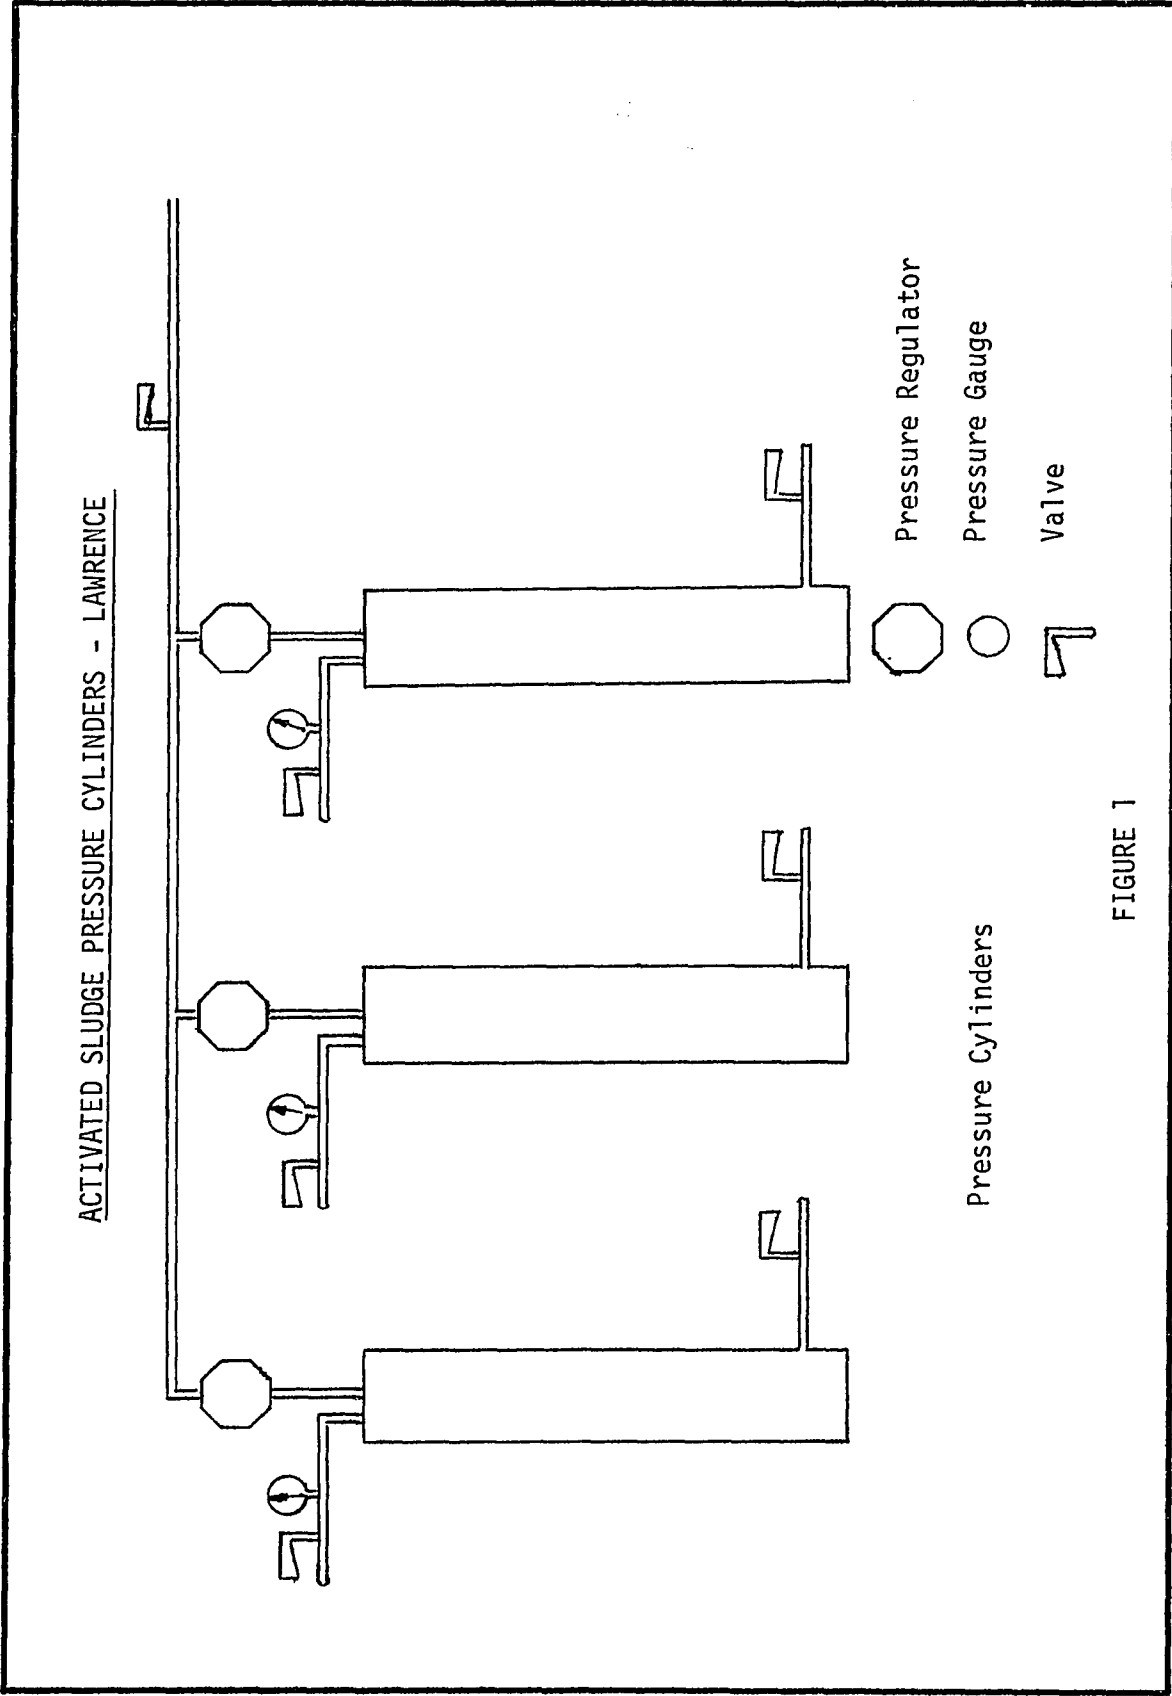 ACTIVATED SLUDGE PRESSURE CYLINDERS - LAWRENCE
Pressure Regulator
Pressure Gauge
Valve
Pressure Cylinders
FIGURE 1